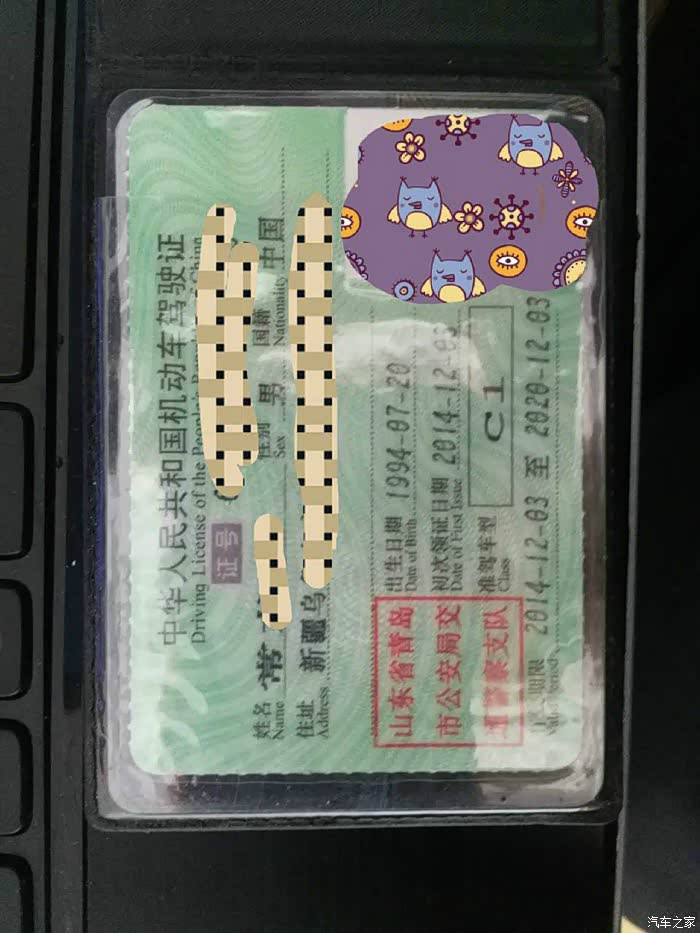 中华人民共和国机动车驾驶证
Driving License of the People's Republic of China
证号
姓名 常
Name
性别 男
Sex
国籍 中国
Nationality
住址 新疆乌
Address
出生日期 1994-07-20
Date of Birth
初次领证日期 2014-12-03
Date of First Issue
准驾车型 C1
Class
山东省青岛
市公安局交
通警察支队
期限 2014-12-03 至 2020-12-03
Valid Period
汽车之家